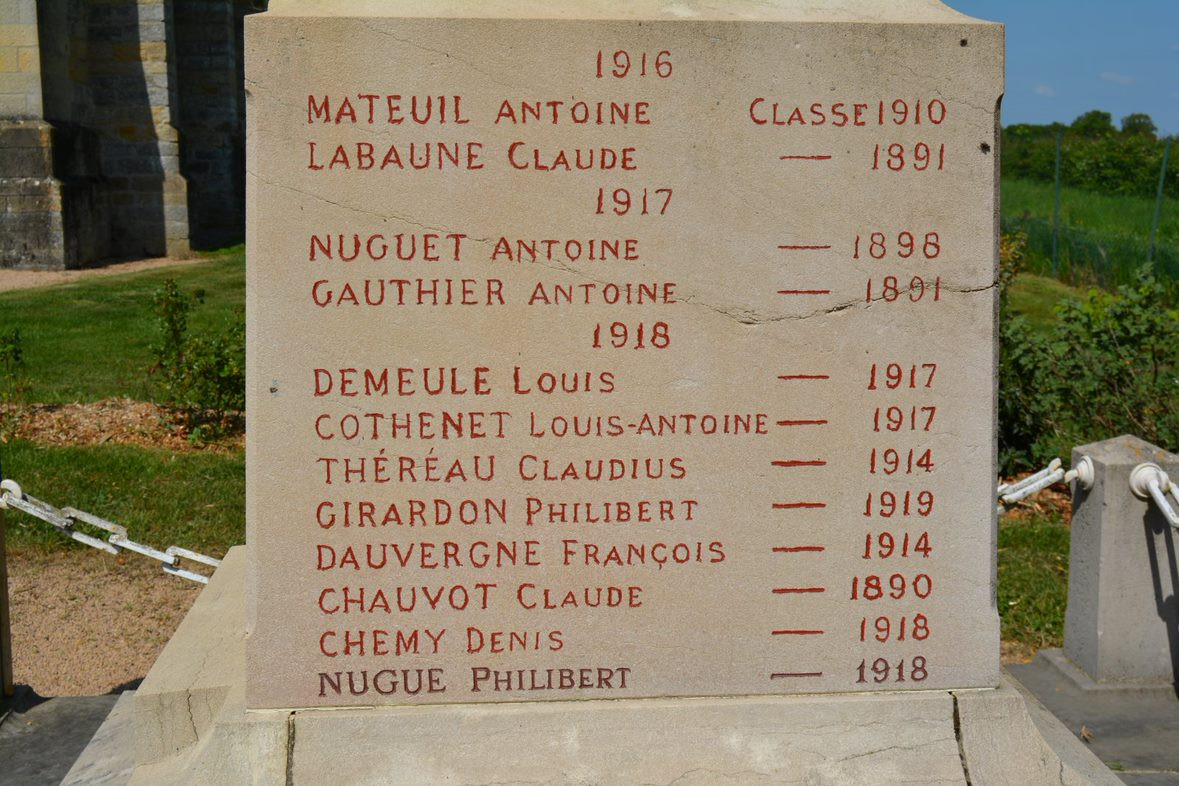 1916
MATEUIL ANTOINE CLASSE 1910
LABAUNE CLAUDE — 1891
1917
NUGUET ANTOINE — 1898
GAUTHIER ANTOINE — 1891
1918
DEMEULE LOUIS — 1917
COTHENET LOUIS-ANTOINE — 1917
THÉRÉAU CLAUDIUS — 1914
GIRARDON PHILIBERT — 1919
DAUVERGNE FRANÇOIS — 1914
CHAUVOT CLAUDE — 1890
CHEMY DENIS — 1918
NUGUE PHILIBERT — 1918